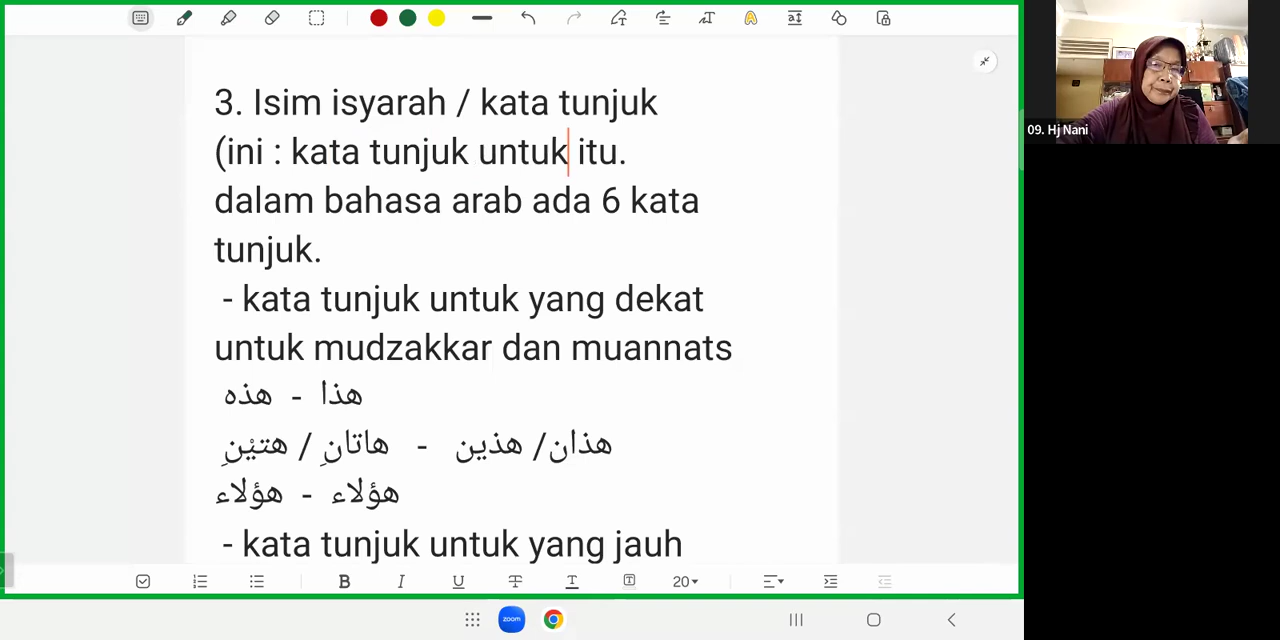 3. Isim isyarah / kata tunjuk
(ini : kata tunjuk untuk itu.
dalam bahasa arab ada 6 kata
tunjuk.
- kata tunjuk untuk yang dekat
untuk mudzakkar dan muannats
هذا - هذه
هذان/ هذين - هاتانِ / هتيْنِ
هؤلاء - هؤلاء
- kata tunjuk untuk yang jauh
09. Hj Nani
B I U T T T 20
zoom